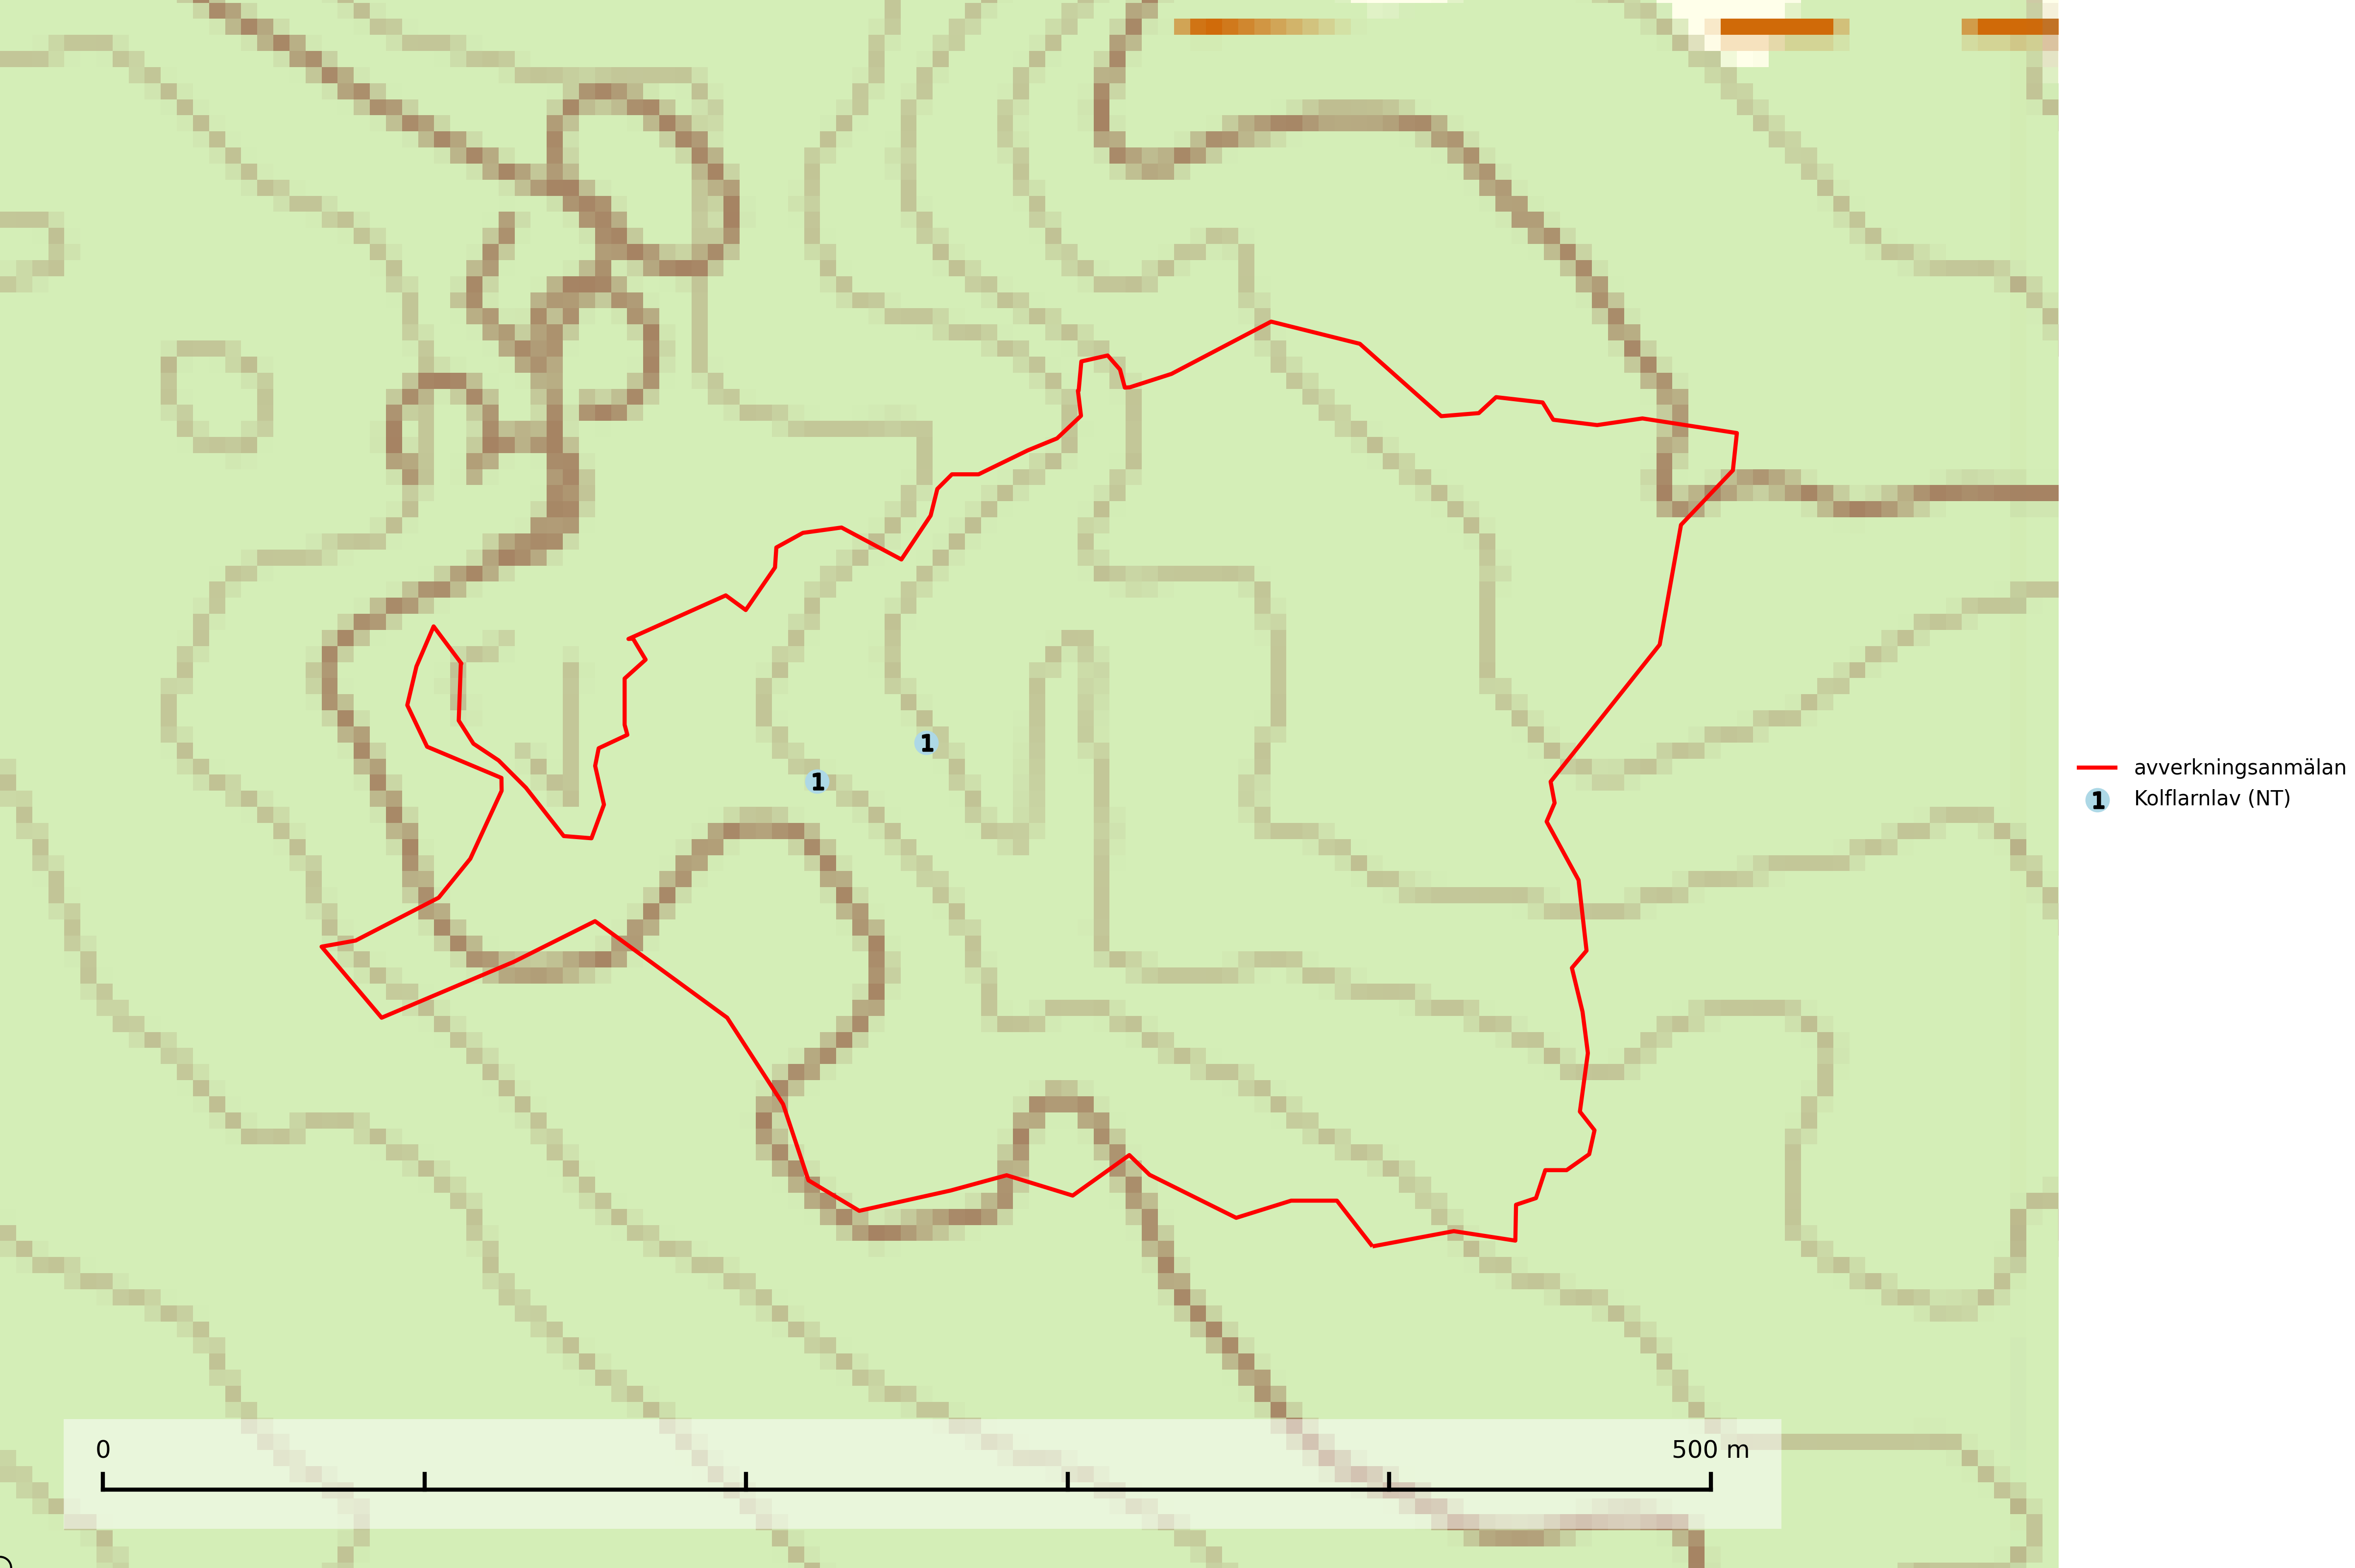 1
1
avverkningsanmälan
1 Kolflarnlav (NT)
0 500 m